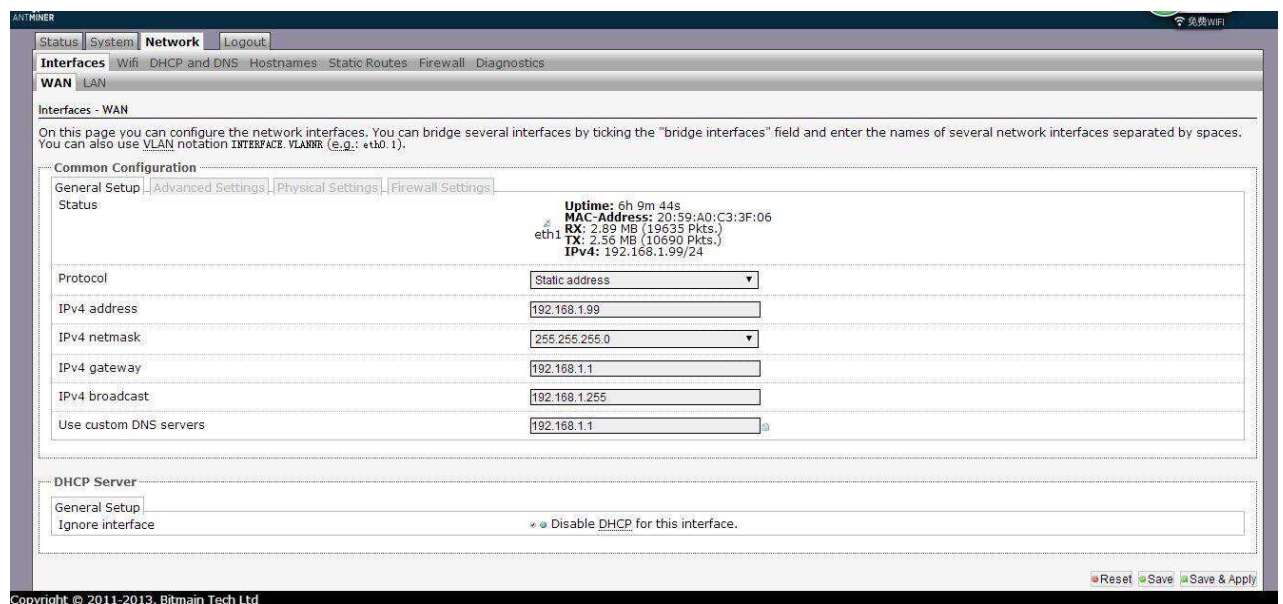 ANTMINER
免费WIFI
Status System Network Logout
Interfaces Wifi DHCP and DNS Hostnames Static Routes Firewall Diagnostics
WAN LAN
Interfaces - WAN
On this page you can configure the network interfaces. You can bridge several interfaces by ticking the "bridge interfaces" field and enter the names of several network interfaces separated by spaces.
You can also use VLAN notation INTERFACE.VLANNR (e.g.: eth0.1).
Common Configuration
General Setup Advanced Settings Physical Settings Firewall Settings
Status
Uptime: 6h 9m 44s
MAC-Address: 20:59:A0:C3:3F:06
RX: 2.89 MB (19635 Pkts.)
eth1
TX: 2.56 MB (10690 Pkts.)
IPv4: 192.168.1.99/24
Protocol Static address
IPv4 address 192.168.1.99
IPv4 netmask 255.255.255.0
IPv4 gateway 192.168.1.1
IPv4 broadcast 192.168.1.255
Use custom DNS servers 192.168.1.1
DHCP Server
General Setup
Ignore interface Disable DHCP for this interface.
Reset Save Save & Apply
Copyright © 2011-2013, Bitmain Tech Ltd